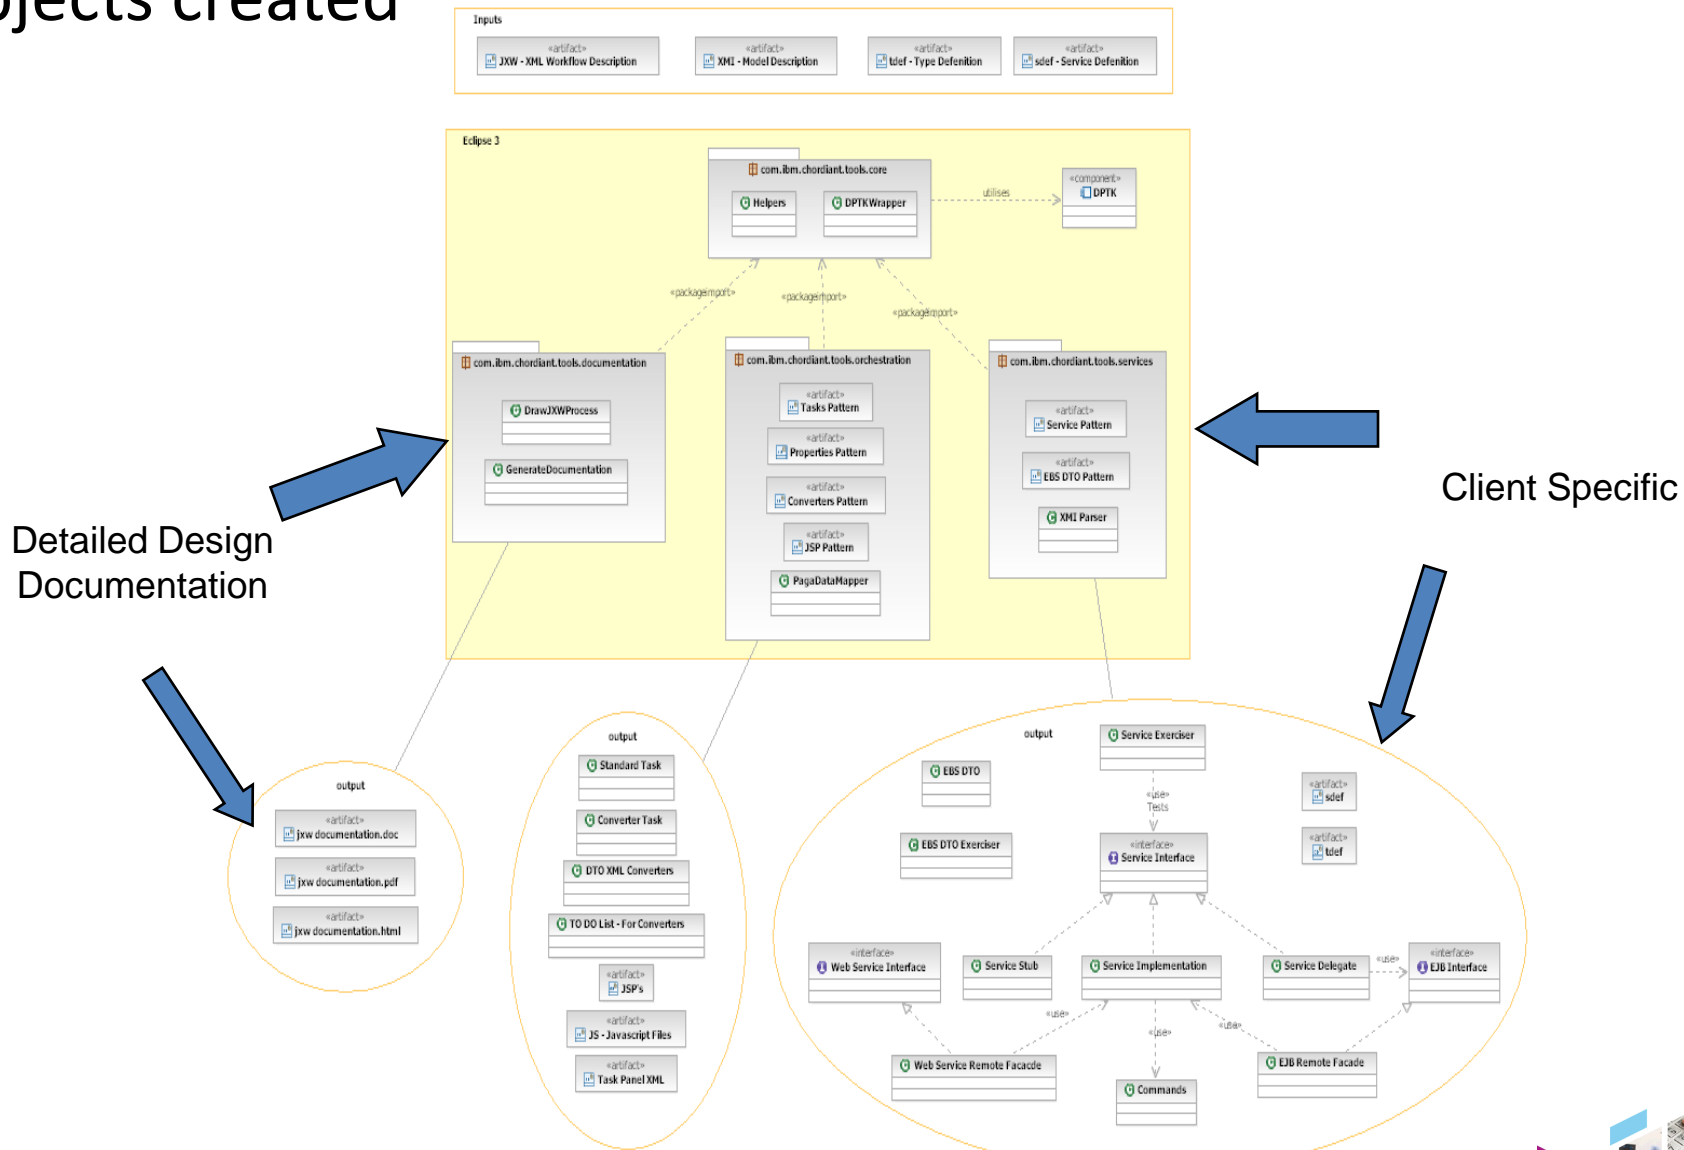 ojects created
Inputs
«artifact»
JXW - XML Workflow Description
«artifact»
XMI - Model Description
«artifact»
tdef - Type Defenition
«artifact»
sdef - Service Defenition
Eclipse 3
com.ibm.chordiant.tools.core
Helpers
DPTKWrapper
utilises
«component»
DPTK
«packageimport»
«packageimport»
«packageimport»
com.ibm.chordiant.tools.documentation
DrawJXWProcess
GenerateDocumentation
com.ibm.chordiant.tools.orchestration
«artifact»
Tasks Pattern
«artifact»
Properties Pattern
«artifact»
Converters Pattern
«artifact»
JSP Pattern
PagaDataMapper
com.ibm.chordiant.tools.services
«artifact»
Service Pattern
«artifact»
EBS DTO Pattern
XMI Parser
Detailed Design
Documentation
Client Specific
output
«artifact»
jxw documentation.doc
«artifact»
jxw documentation.pdf
«artifact»
jxw documentation.html
output
Standard Task
Converter Task
DTO XML Converters
TO DO List - For Converters
«artifact»
JSP's
«artifact»
JS - Javascript Files
«artifact»
Task Panel XML
output
Service Exerciser
EBS DTO
EBS DTO Exerciser
«use»
Tests
«interface»
Service Interface
«artifact»
sdef
«artifact»
tdef
«interface»
Web Service Interface
Service Stub
Service Implementation
Service Delegate
«use»
«interface»
EJB Interface
«use»
«use»
«use»
Web Service Remote Facacde
Commands
EJB Remote Facade